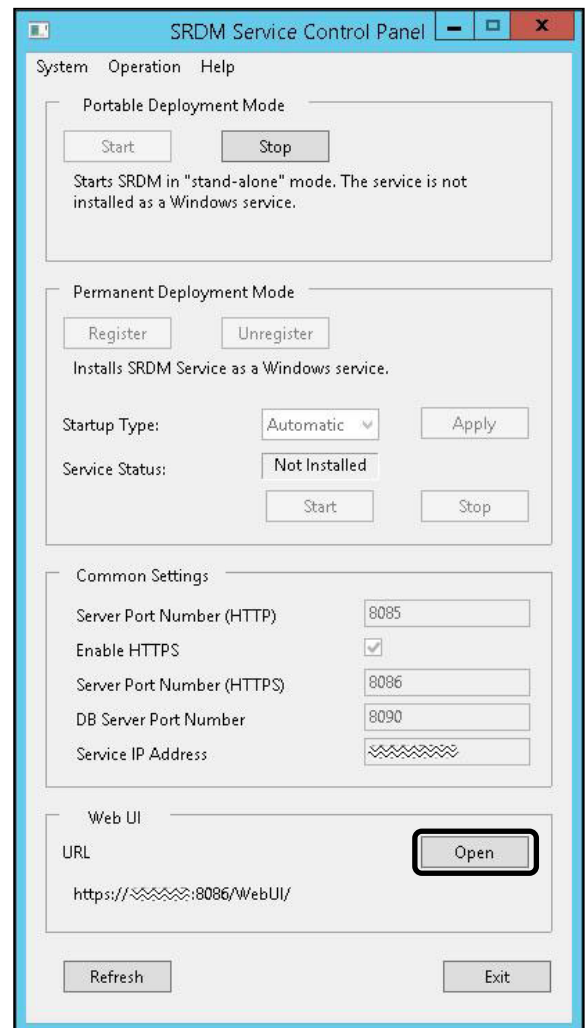 SRDM Service Control Panel
System Operation Help
Portable Deployment Mode
Start Stop
Starts SRDM in "stand-alone" mode. The service is not
installed as a Windows service.
Permanent Deployment Mode
Register Unregister
Installs SRDM Service as a Windows service.
Startup Type: Automatic Apply
Service Status: Not Installed
Start Stop
Common Settings
Server Port Number (HTTP) 8085
Enable HTTPS
Server Port Number (HTTPS) 8086
DB Server Port Number 8090
Service IP Address
Web UI
URL Open
https:// :8086/WebUI/
Refresh Exit